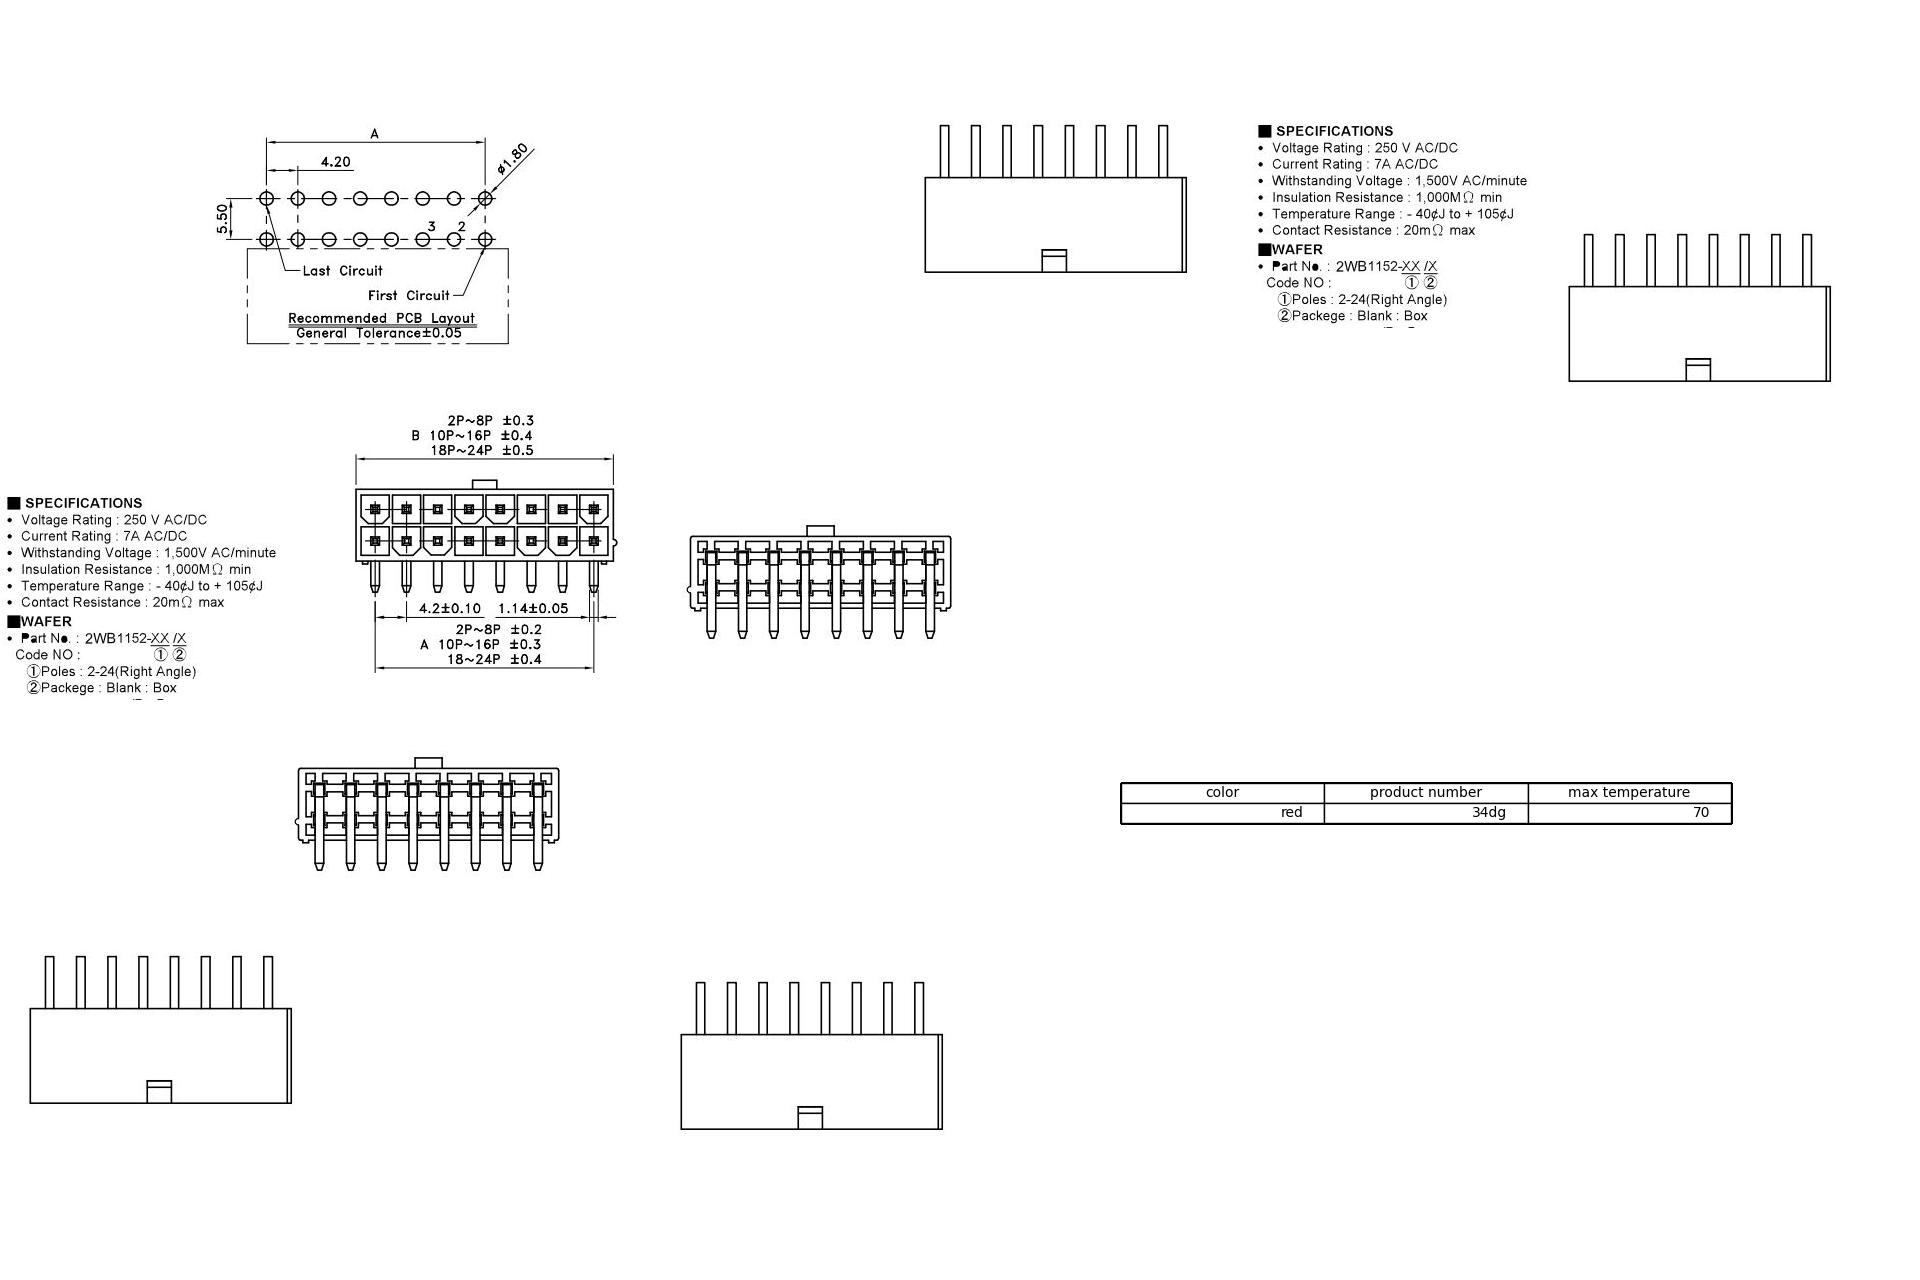 A
4.20
ø1.80
5.50
3 2
Last Circuit
First Circuit
Recommended PCB Layout
General Tolerance±0.05
■ SPECIFICATIONS
• Voltage Rating : 250 V AC/DC
• Current Rating : 7A AC/DC
• Withstanding Voltage : 1,500V AC/minute
• Insulation Resistance : 1,000MΩ min
• Temperature Range : - 40¢J to + 105¢J
• Contact Resistance : 20mΩ max
■WAFER
• Part No. : 2WB1152-XX /X
Code NO : ① ②
①Poles : 2-24(Right Angle)
②Packege : Blank : Box
2P~8P ±0.3
B 10P~16P ±0.4
18P~24P ±0.5
4.2±0.10 1.14±0.05
2P~8P ±0.2
A 10P~16P ±0.3
18~24P ±0.4
■ SPECIFICATIONS
• Voltage Rating : 250 V AC/DC
• Current Rating : 7A AC/DC
• Withstanding Voltage : 1,500V AC/minute
• Insulation Resistance : 1,000MΩ min
• Temperature Range : - 40¢J to + 105¢J
• Contact Resistance : 20mΩ max
■WAFER
• Part No. : 2WB1152-XX /X
Code NO : ① ②
①Poles : 2-24(Right Angle)
②Packege : Blank : Box
color product number max temperature
red 34dg 70